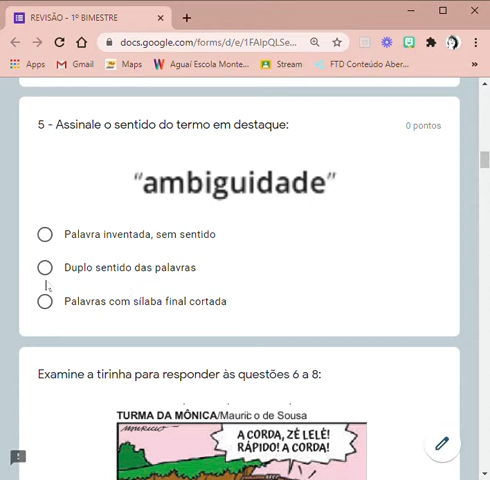 REVISÃO - 1º BIMESTRE
docs.google.com/forms/d/e/1FAIpQLSe...
Apps
Gmail
Maps
Aguaí Escola Monte...
Stream
FTD Conteúdo Aber...
5 - Assinale o sentido do termo em destaque:
0 pontos
"ambiguidade"
Palavra inventada, sem sentido
Duplo sentido das palavras
Palavras com sílaba final cortada
Examine a tirinha para responder às questões 6 a 8:
TURMA DA MÔNICA/Mauricio de Sousa
A CORDA, ZÉ LELÉ!
RÁPIDO! A CORDA!